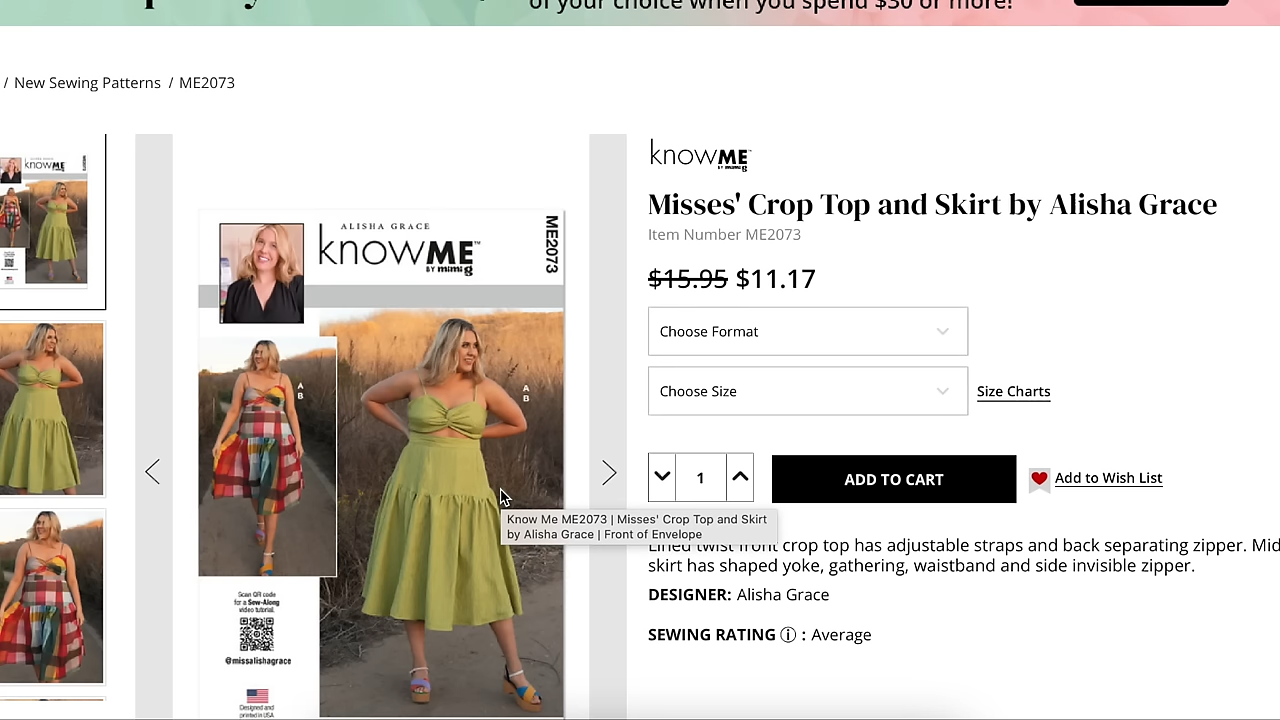 of your choice when you spend $30 or more!
/ New Sewing Patterns / ME2073
knowME
BY mimi g
Misses' Crop Top and Skirt by Alisha Grace
Item Number ME2073
$15.95 $11.17
Choose Format
Choose Size
Size Charts
1
ADD TO CART
Add to Wish List
Lined twist front crop top has adjustable straps and back separating zipper. Mid
skirt has shaped yoke, gathering, waistband and side invisible zipper.
DESIGNER: Alisha Grace
SEWING RATING ⓘ : Average
ALISHA GRACE
knowME™
BY mimi g
ME2073
A
B
A
B
Scan QR code
for a Sew-Along
video tutorial.
@missalishagrace
Designed and
printed in USA
Know Me ME2073 | Misses' Crop Top and Skirt
by Alisha Grace | Front of Envelope
knowME